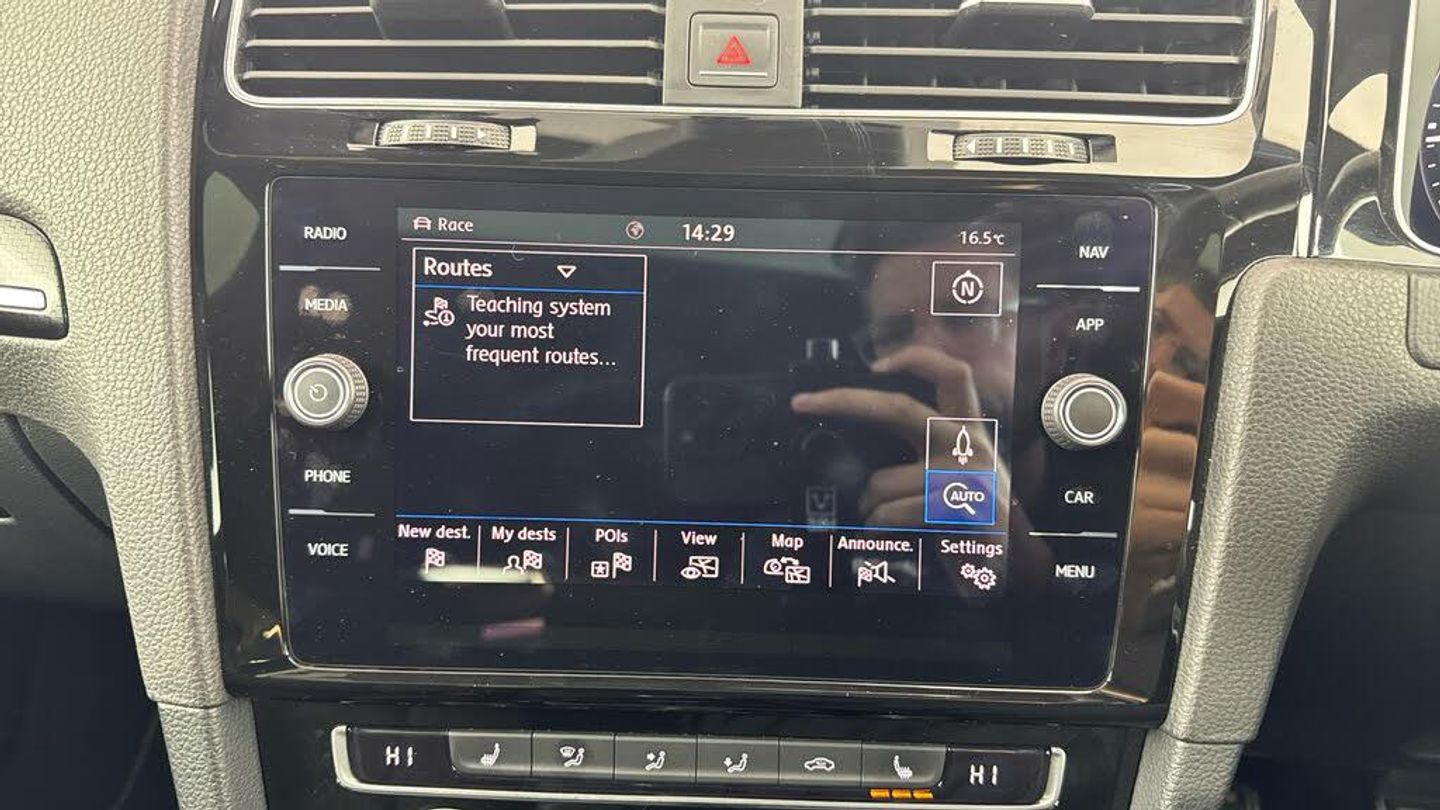 RADIO
MEDIA
PHONE
VOICE
Race
14:29
16.5°C
Routes
Teaching system
your most
frequent routes...
N
AUTO
New dest.
My dests
POIs
View
Map
Announce.
Settings
NAV
APP
CAR
MENU
HI
HI